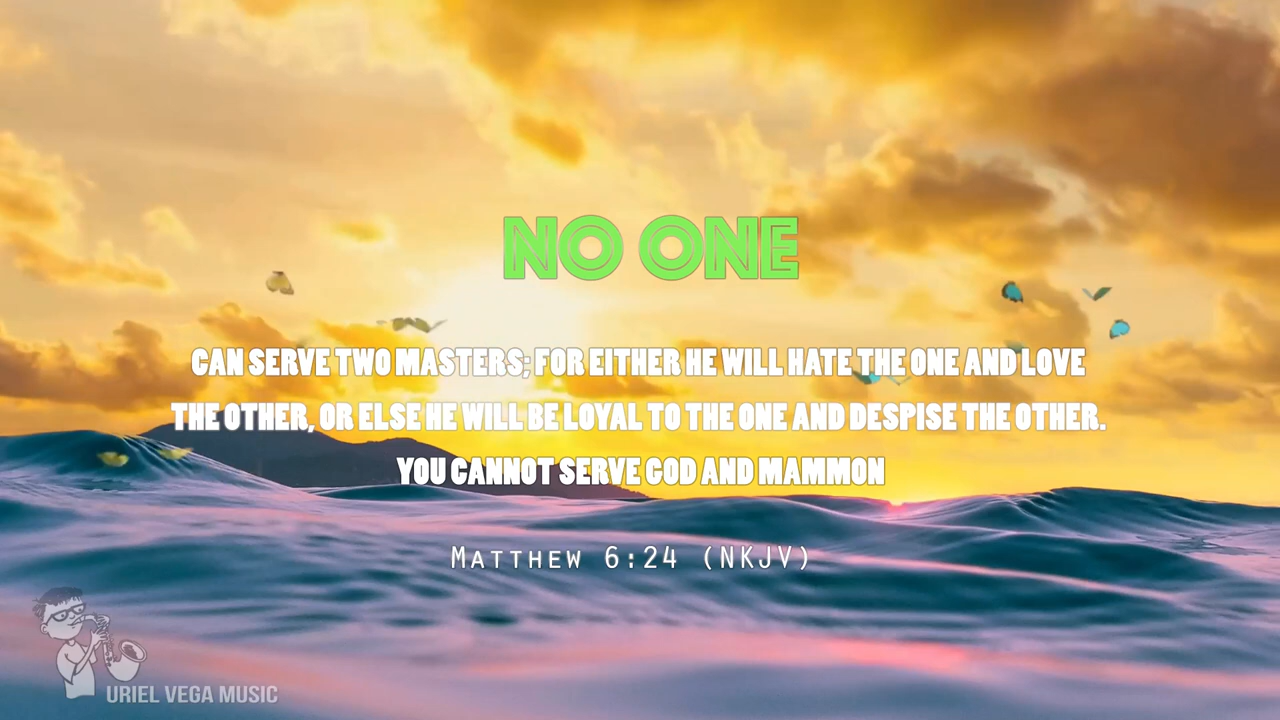 NO ONE
CAN SERVE TWO MASTERS; FOR EITHER HE WILL HATE THE ONE AND LOVE
THE OTHER, OR ELSE HE WILL BE LOYAL TO THE ONE AND DESPISE THE OTHER.
YOU CANNOT SERVE GOD AND MAMMON
MATTHEW 6:24 (NKJV)
URIEL VEGA MUSIC